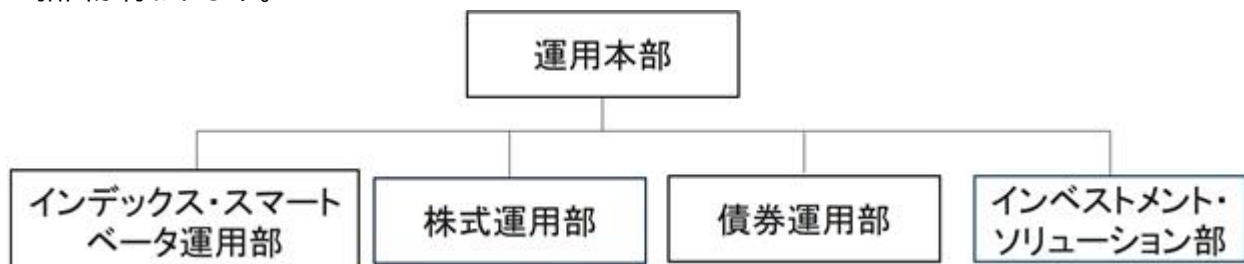 運用本部
インデックス・スマート
ベータ運用部
株式運用部
債券運用部
インベストメント・
ソリューション部